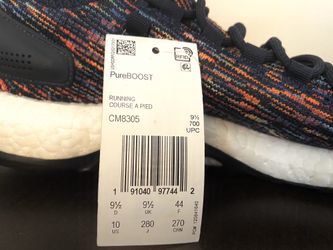 RFID
PureBOOST
RUNNING
COURSE A PIED
CM8305
9½
700
UPC
1 91040 97744 2
9½ 9½ 44
D UK F
10 280 270
US J CHN